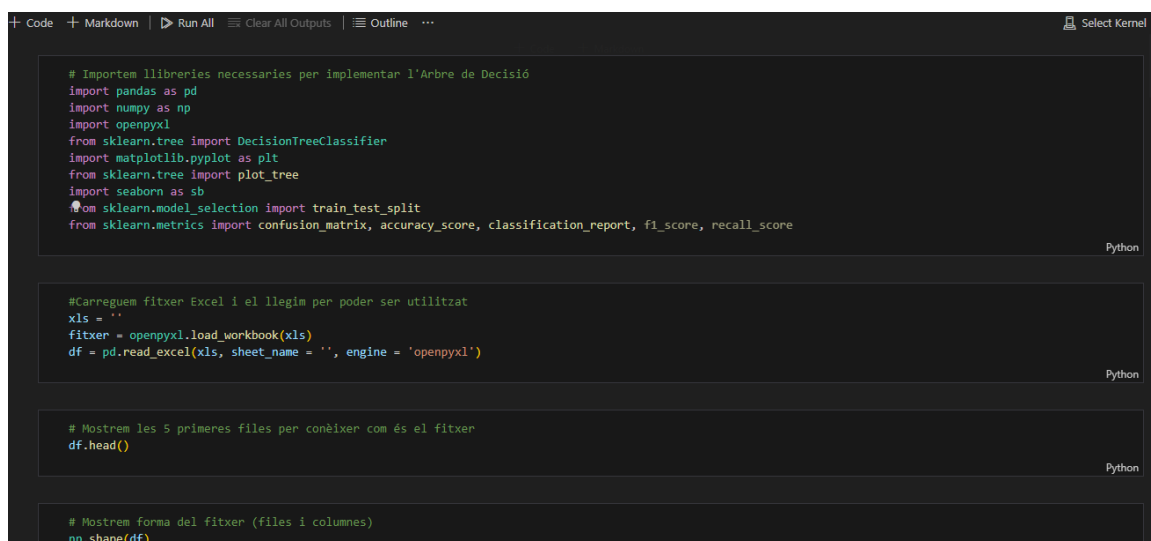 + Code + Markdown | Run All Clear All Outputs | Outline ··· Select Kernel
# Importem llibreries necessaries per implementar l'Arbre de Decisió
import pandas as pd
import numpy as np
import openpyxl
from sklearn.tree import DecisionTreeClassifier
import matplotlib.pyplot as plt
from sklearn.tree import plot_tree
import seaborn as sb
om sklearn.model_selection import train_test_split
from sklearn.metrics import confusion_matrix, accuracy_score, classification_report, f1_score, recall_score
Python
#Carreguem fitxer Excel i el llegim per poder ser utilitzat
xls = ''
fitxer = openpyxl.load_workbook(xls)
df = pd.read_excel(xls, sheet_name = '', engine = 'openpyxl')
Python
# Mostrem les 5 primeres files per conèixer com és el fitxer
df.head()
Python
# Mostrem forma del fitxer (files i columnes)
np.shape(df)